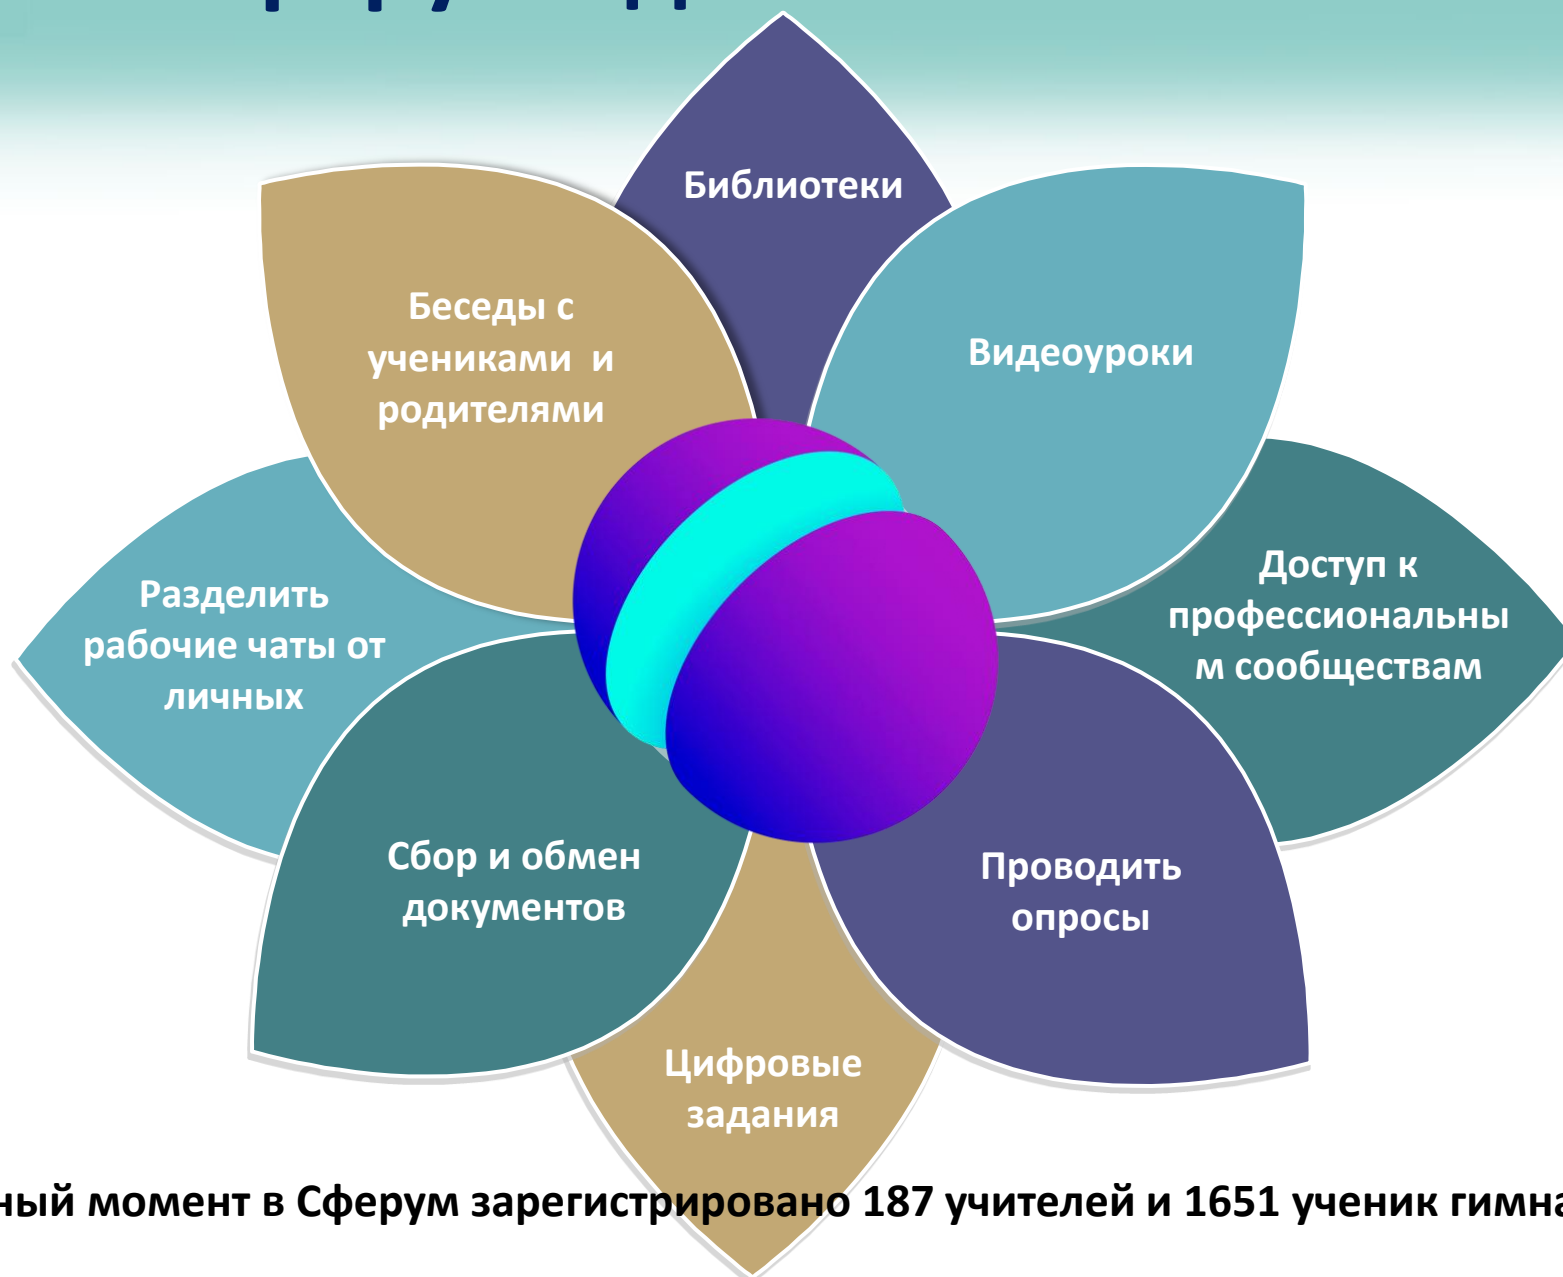 Библиотеки
Беседы с
учениками и
родителями
Видеоуроки
Разделить
рабочие чаты от
личных
Доступ к
профессиональны
м сообществам
Сбор и обмен
документов
Проводить
опросы
Цифровые
задания
ный момент в Сферум зарегистрировано 187 учителей и 1651 ученик гимна